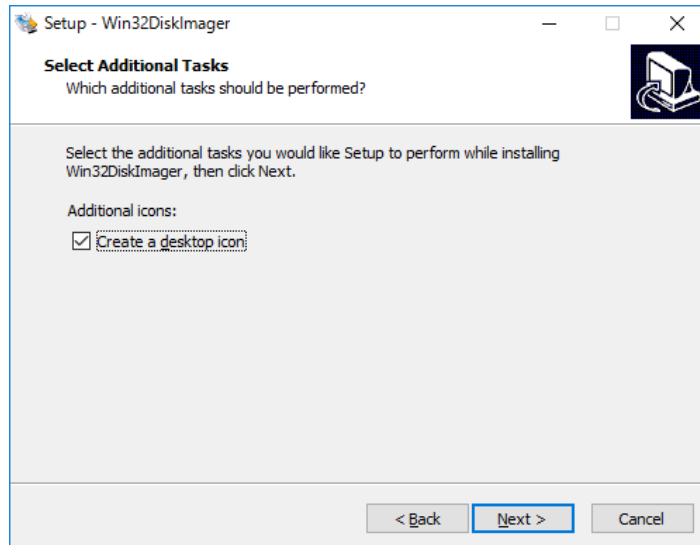 Setup - Win32DiskImager
Select Additional Tasks
Which additional tasks should be performed?
Select the additional tasks you would like Setup to perform while installing
Win32DiskImager, then click Next.
Additional icons:
Create a desktop icon
< Back
Next >
Cancel